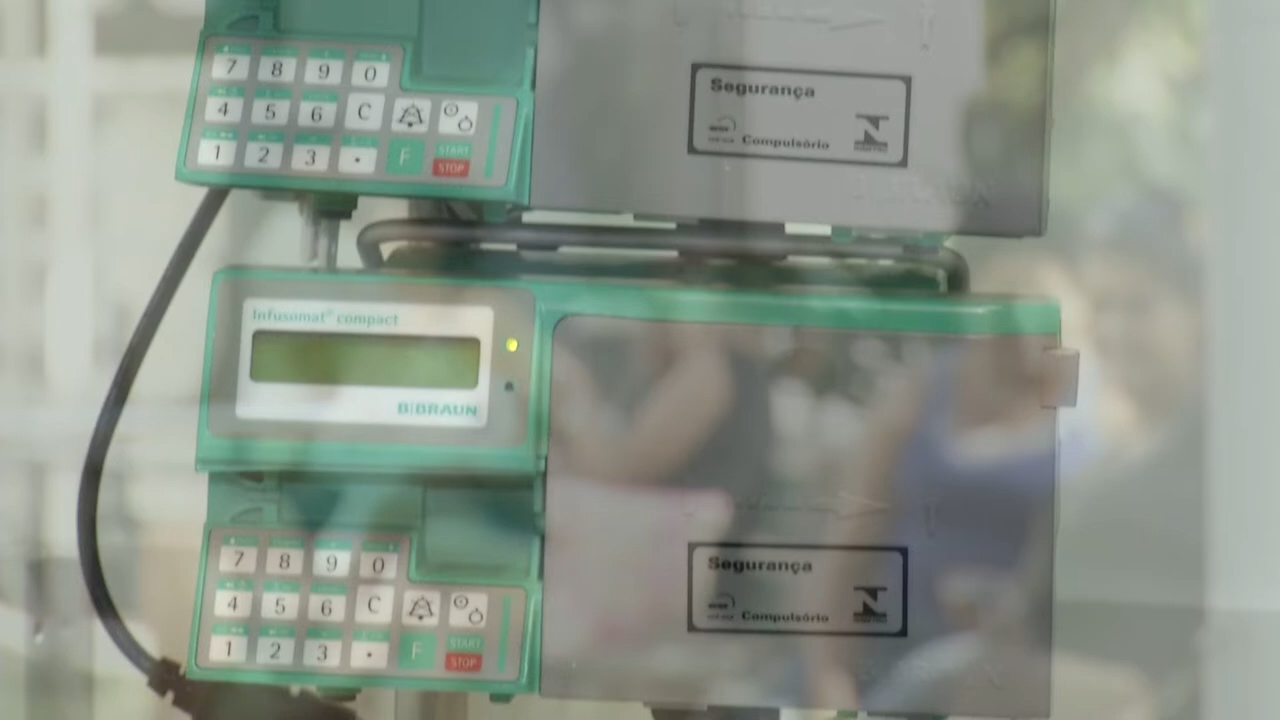 7 8 9 0
4 5 6 C
1 2 3 . F START
STOP
Segurança
Compulsório
Infusomat® compact
B|BRAUN
7 8 9 0
4 5 6 C
1 2 3 . F START
STOP
Segurança
Compulsório